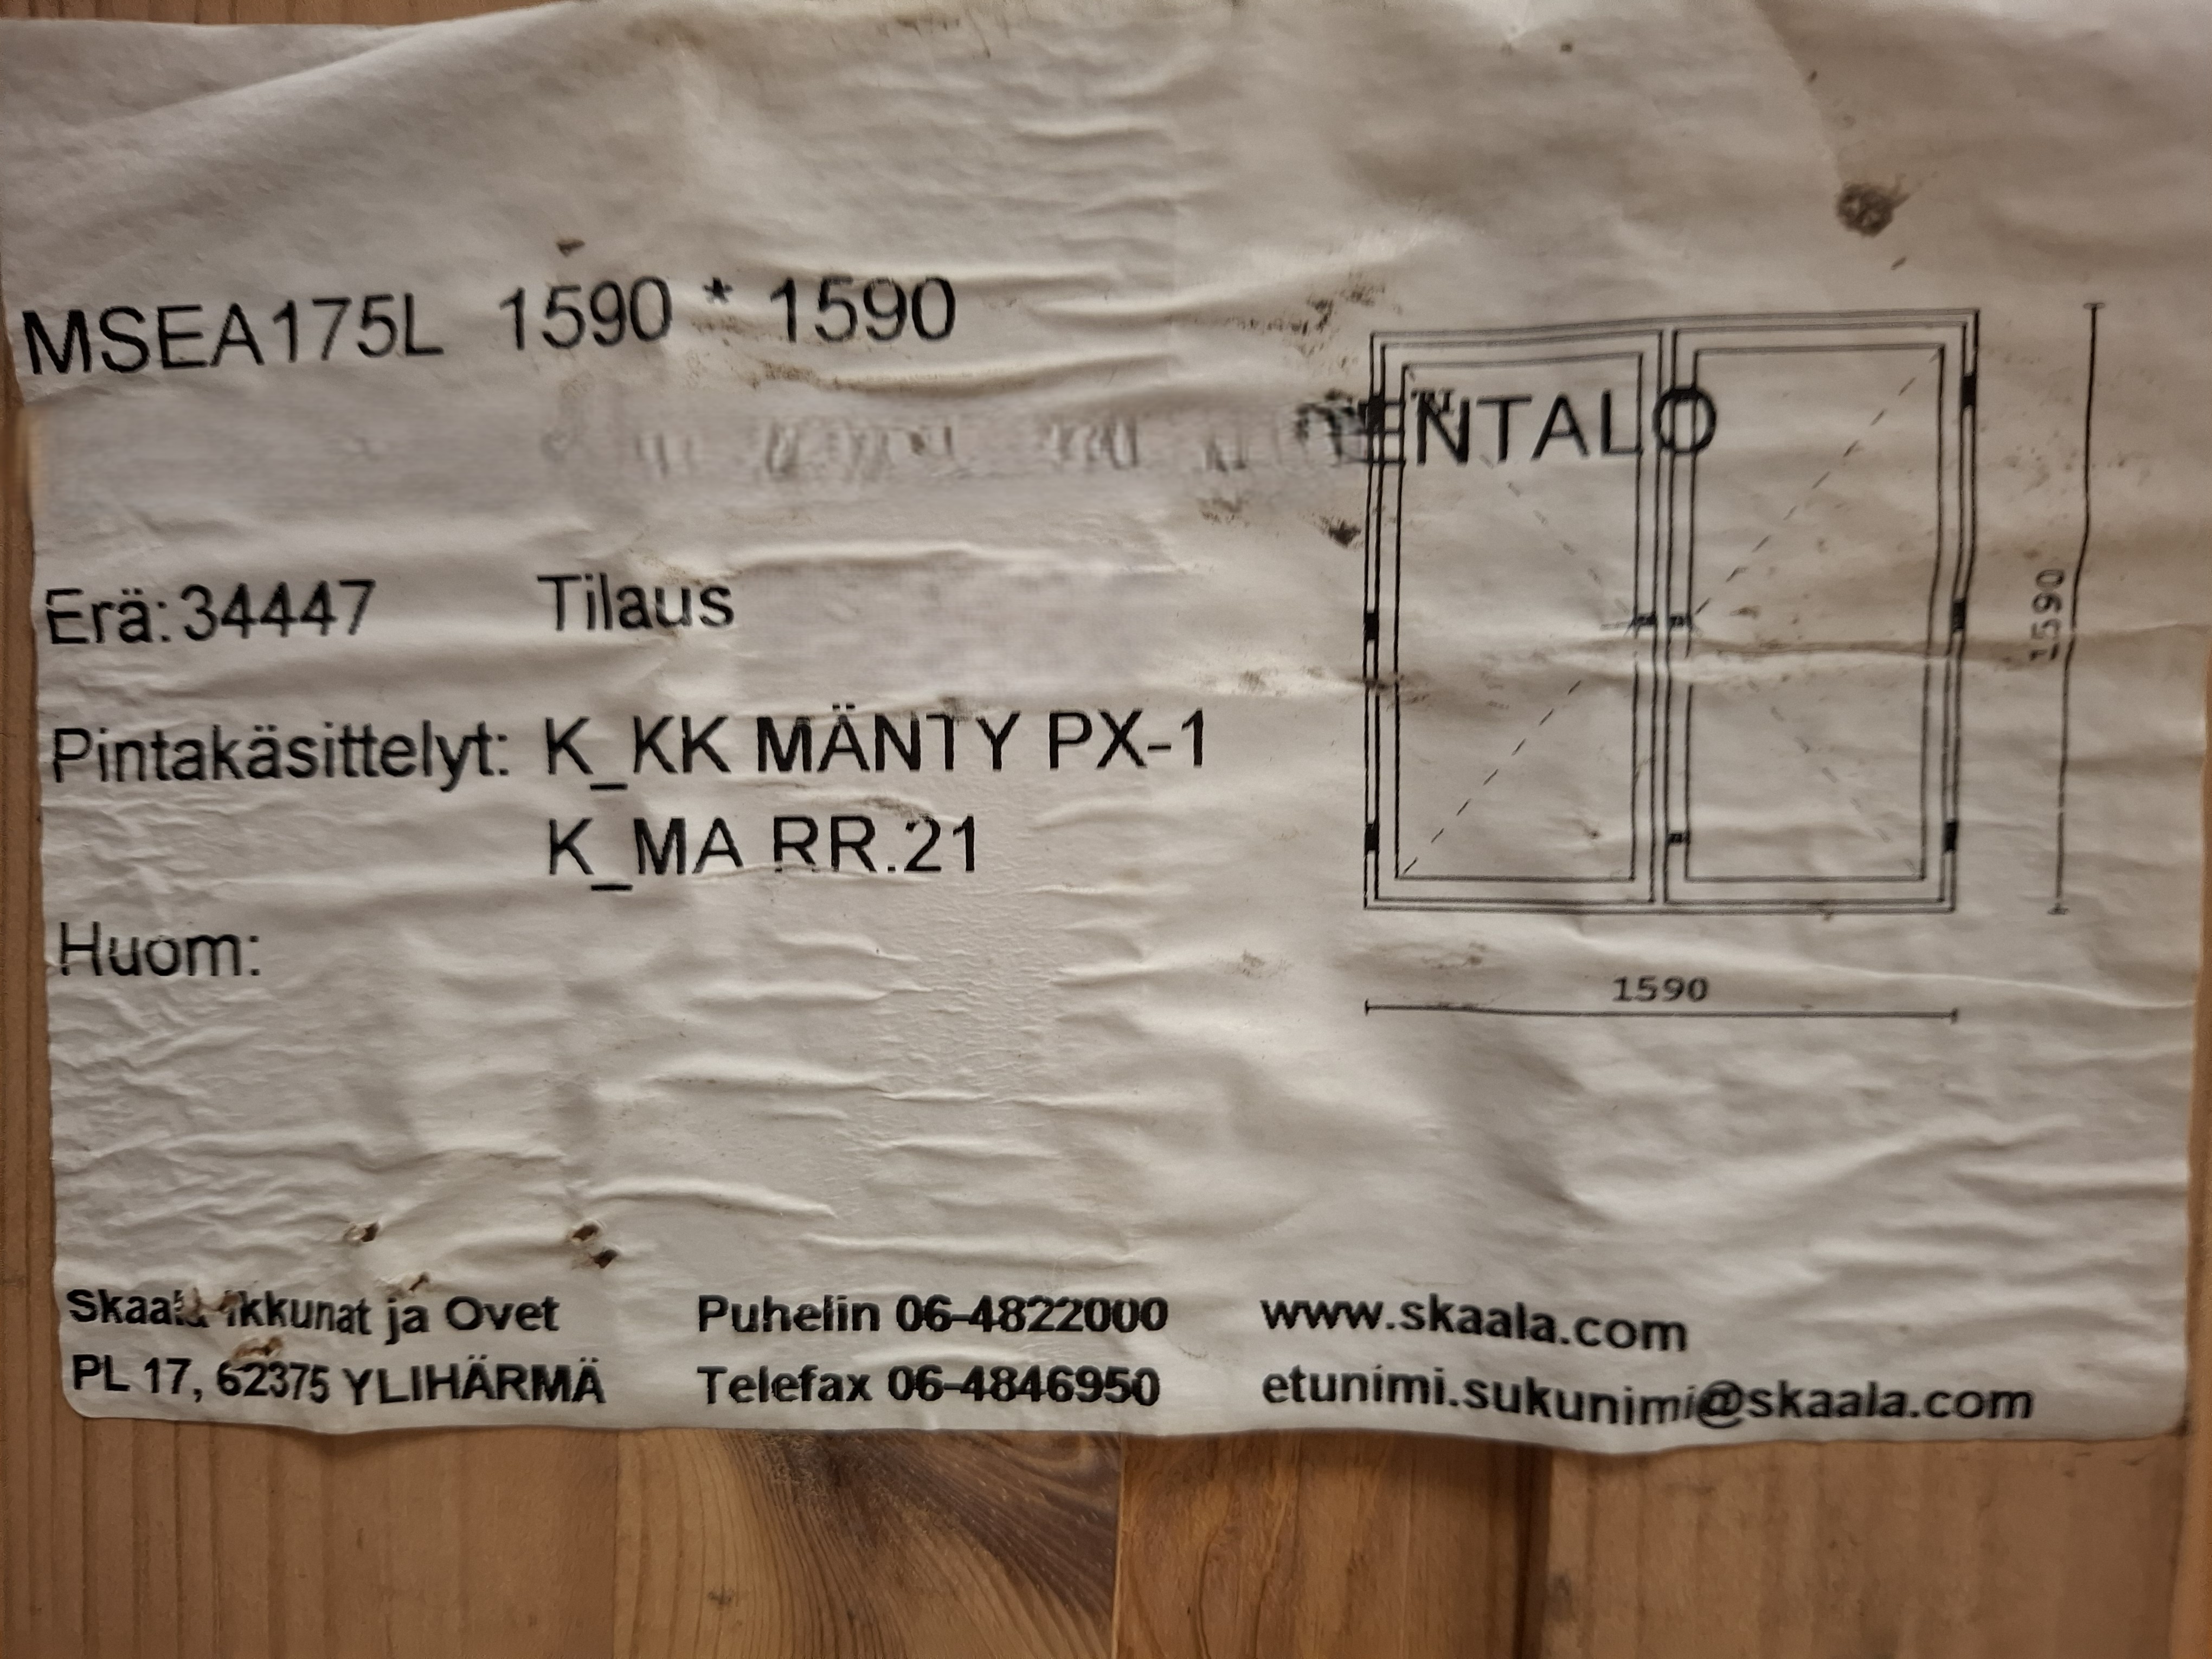 MSEA175L 1590 * 1590
ENTALO
Erä:34447 Tilaus
Pintakäsittelyt: K_KK MÄNTY PX-1
K_MA RR.21
Huom:
1590
1590
Skaala Ikkunat ja Ovet Puhelin 06-4822000 www.skaala.com
PL 17, 62375 YLIHÄRMÄ Telefax 06-4846950 etunimi.sukunimi@skaala.com